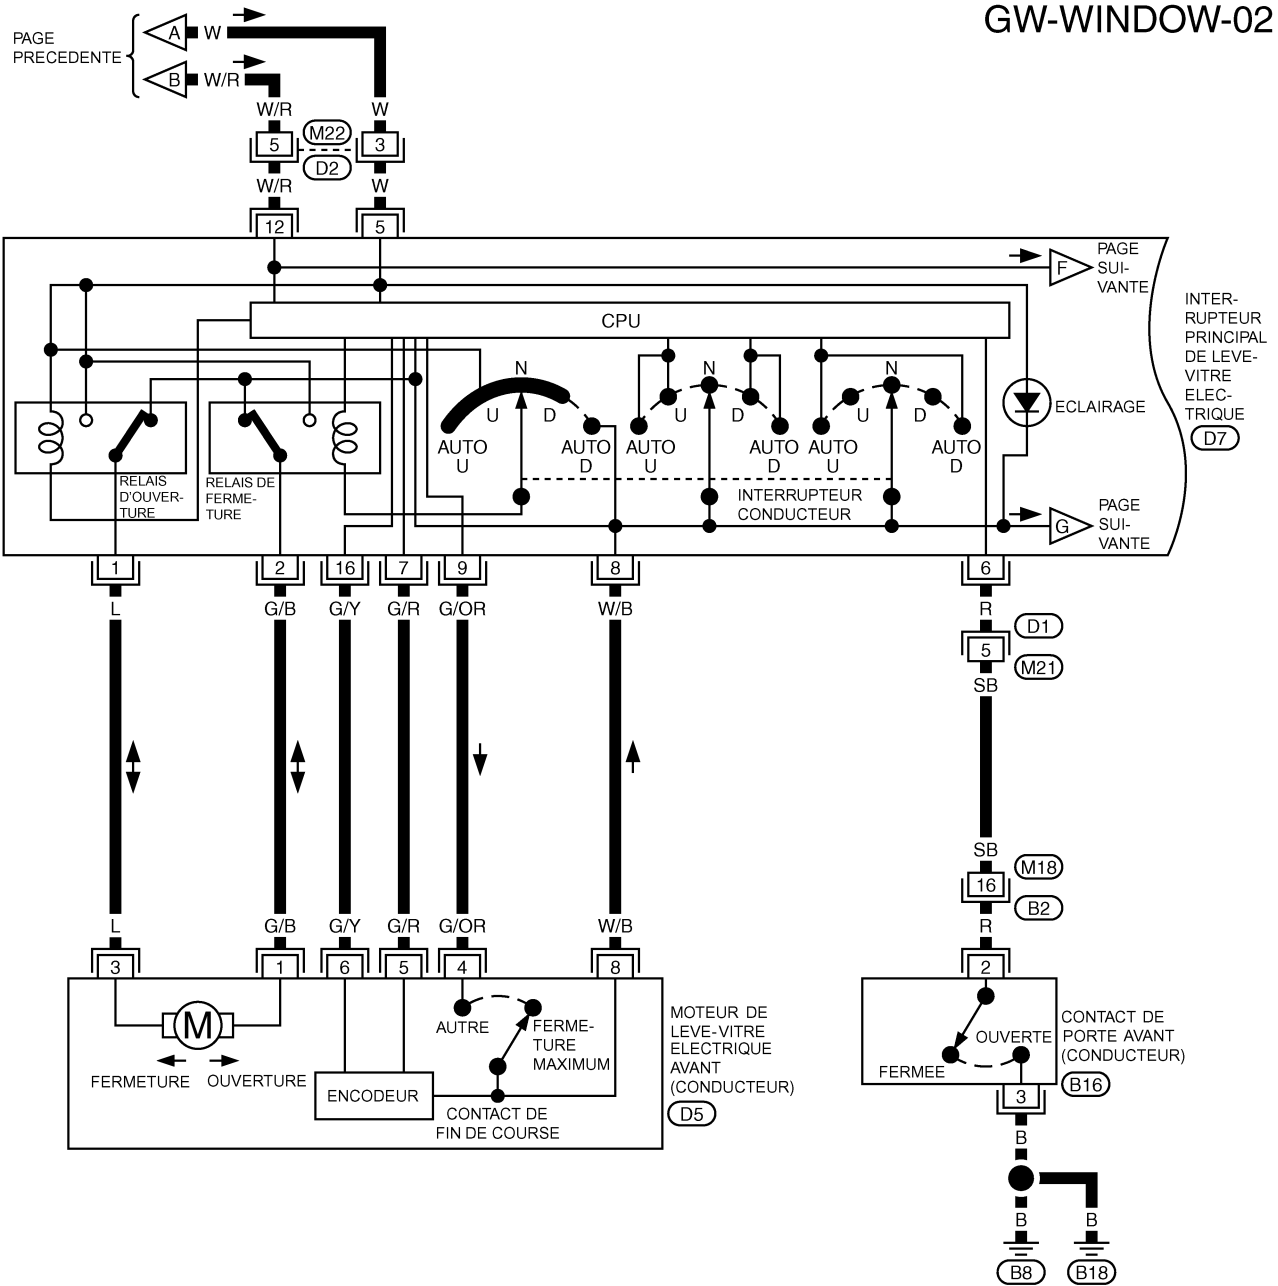 GW-WINDOW-02
PAGE
PRECEDENTE
A W
B W/R
W/R W
5 M22 3
D2
W/R W
12 5
F
PAGE
SUI-
VANTE
CPU
INTER-
RUPTEUR
PRINCIPAL
DE LEVE-
VITRE
ELEC-
TRIQUE
D7
N N N
U D U D U D
AUTO
U
AUTO
D
AUTO
U
AUTO
D
AUTO
U
AUTO
D
ECLAIRAGE
RELAIS
D'OUVER-
TURE
RELAIS DE
FERME-
TURE
INTERRUPTEUR
CONDUCTEUR
G
PAGE
SUI-
VANTE
1 2 16 7 9 8 6
L G/B G/Y G/R G/OR W/B R
D1
5
M21
SB
SB
M18
16
B2
L G/B G/Y G/R G/OR W/B R
3 1 6 5 4 8 2
M
FERMETURE OUVERTURE
AUTRE
FERME-
TURE
MAXIMUM
ENCODEUR
CONTACT DE
FIN DE COURSE
MOTEUR DE
LEVE-VITRE
ELECTRIQUE
AVANT
(CONDUCTEUR)
D5
OUVERTE
FERMEE
CONTACT DE
PORTE AVANT
(CONDUCTEUR)
B16
3
B
B B
B8 B18